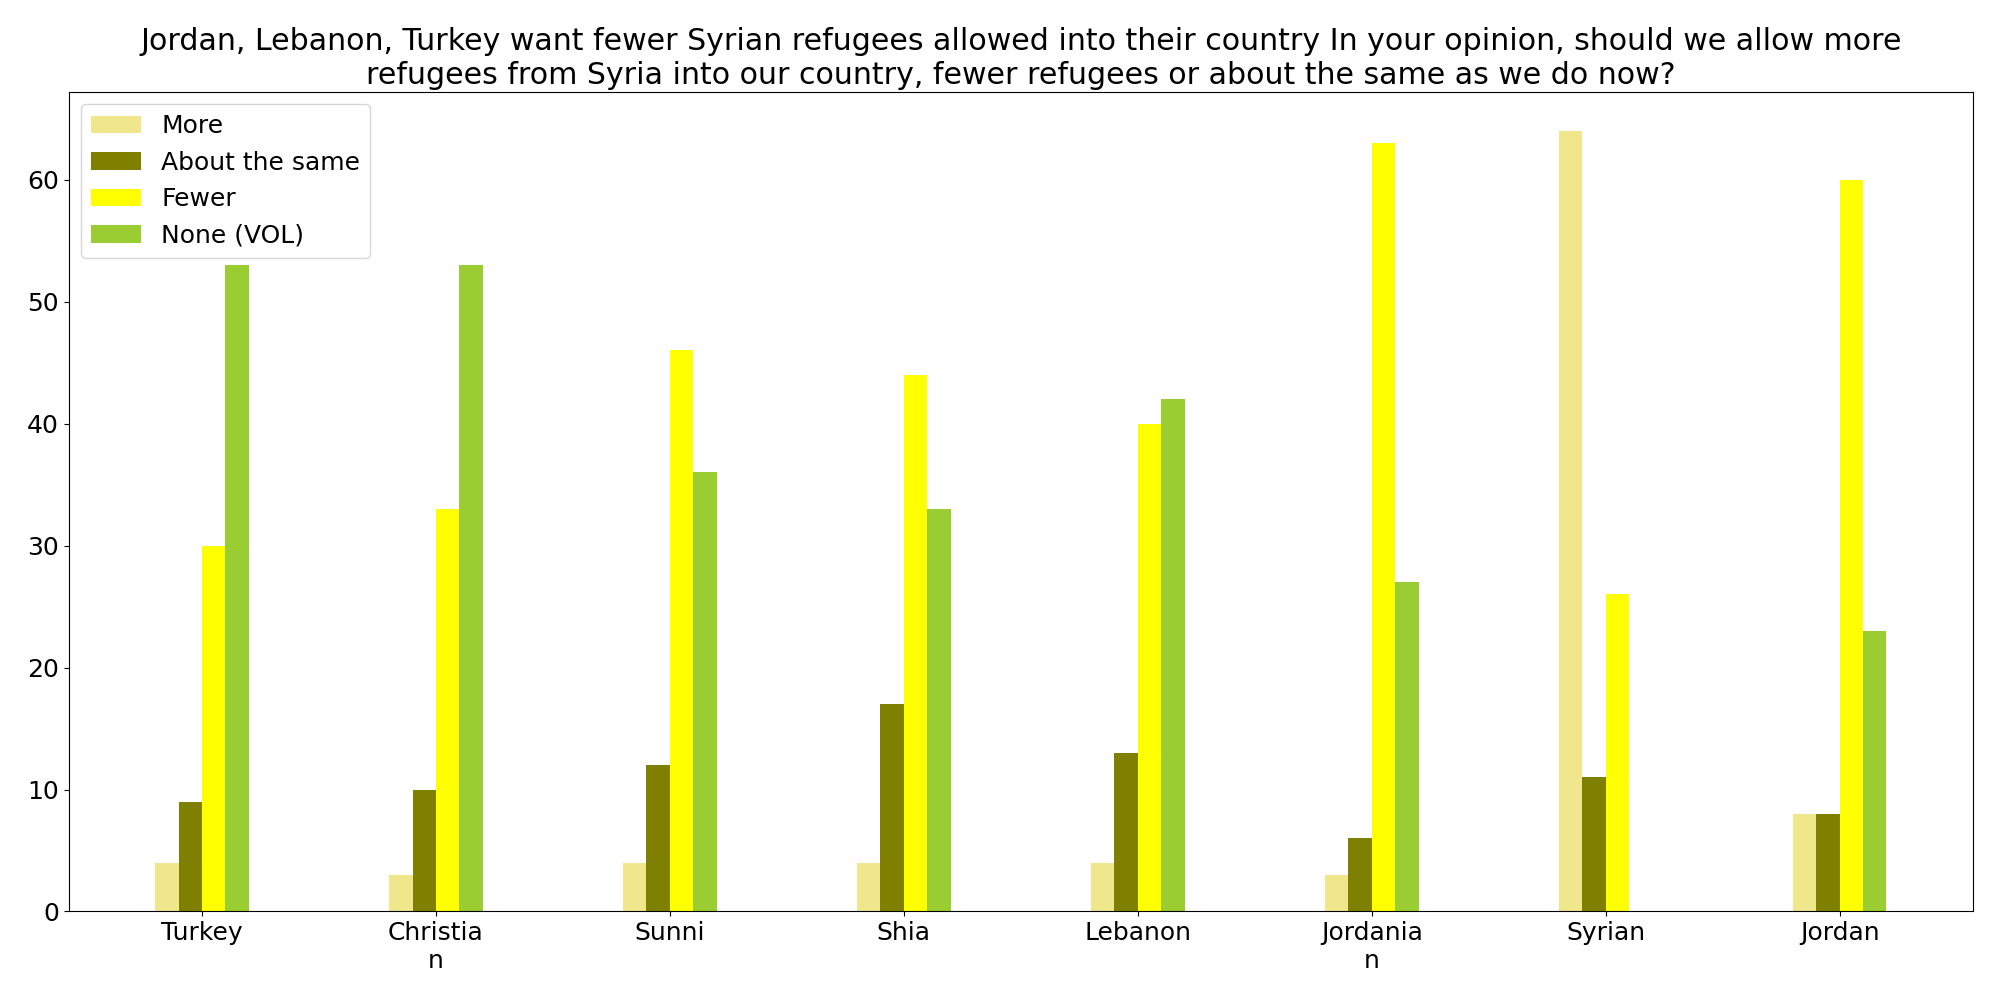 Jordan, Lebanon, Turkey want fewer Syrian refugees allowed into their country In your opinion, should we allow more
refugees from Syria into our country, fewer refugees or about the same as we do now?
More
About the same
Fewer
None (VOL)
60
50
40
30
20
10
0
Turkey
Christia
n
Sunni
Shia
Lebanon
Jordania
n
Syrian
Jordan